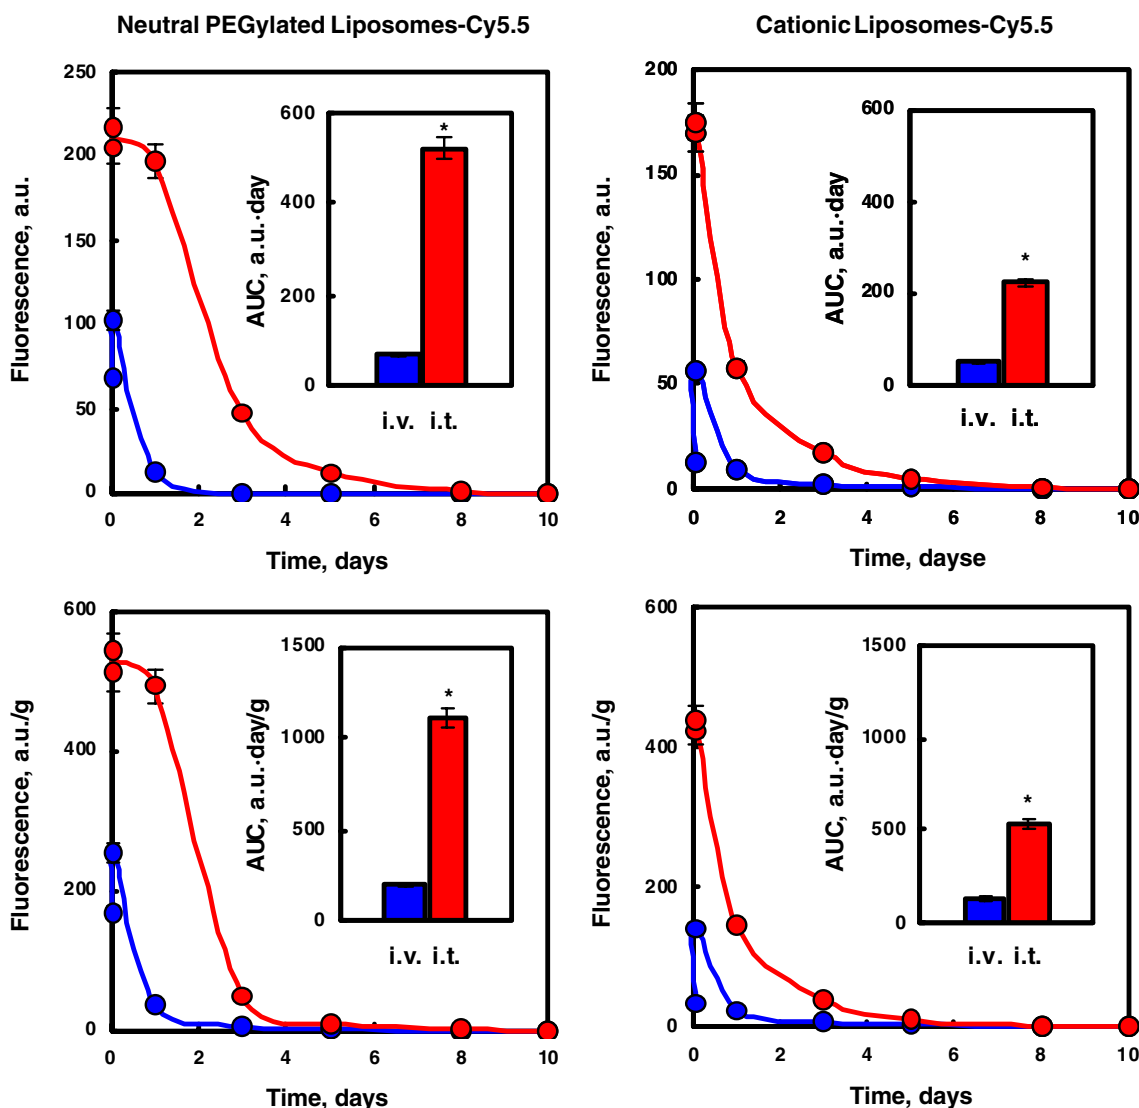 Neutral PEGylated Liposomes-Cy5.5
Cationic Liposomes-Cy5.5
Fluorescence, a.u.
250
200
150
100
50
0
0 2 4 6 8 10
Time, days
AUC, a.u.·day
600
400
200
0
*
i.v. i.t.
Fluorescence, a.u.
200
150
100
50
0
0 2 4 6 8 10
Time, dayse
AUC, a.u.·day
600
400
200
0
*
i.v. i.t.
Fluorescence, a.u./g
600
400
200
0
0 2 4 6 8 10
Time, days
AUC, a.u.·day/g
1500
1000
500
0
*
i.v. i.t.
Fluorescence, a.u./g
600
400
200
0
0 2 4 6 8 10
Time, days
AUC, a.u.·day/g
1500
1000
500
0
*
i.v. i.t.